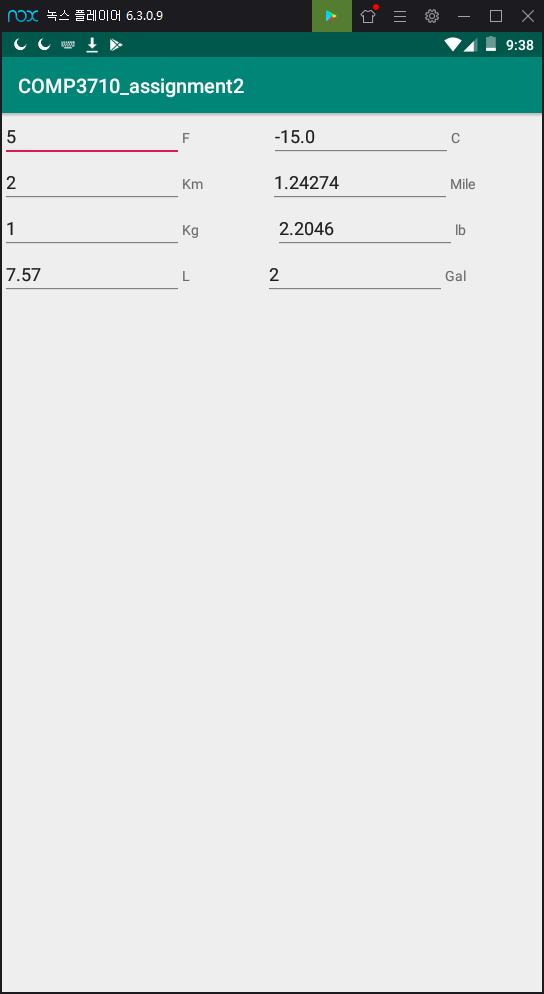 nox 녹스 플레이어 6.3.0.9
9:38
COMP3710_assignment2
5 F -15.0 C
2 Km 1.24274 Mile
1 Kg 2.2046 lb
7.57 L 2 Gal